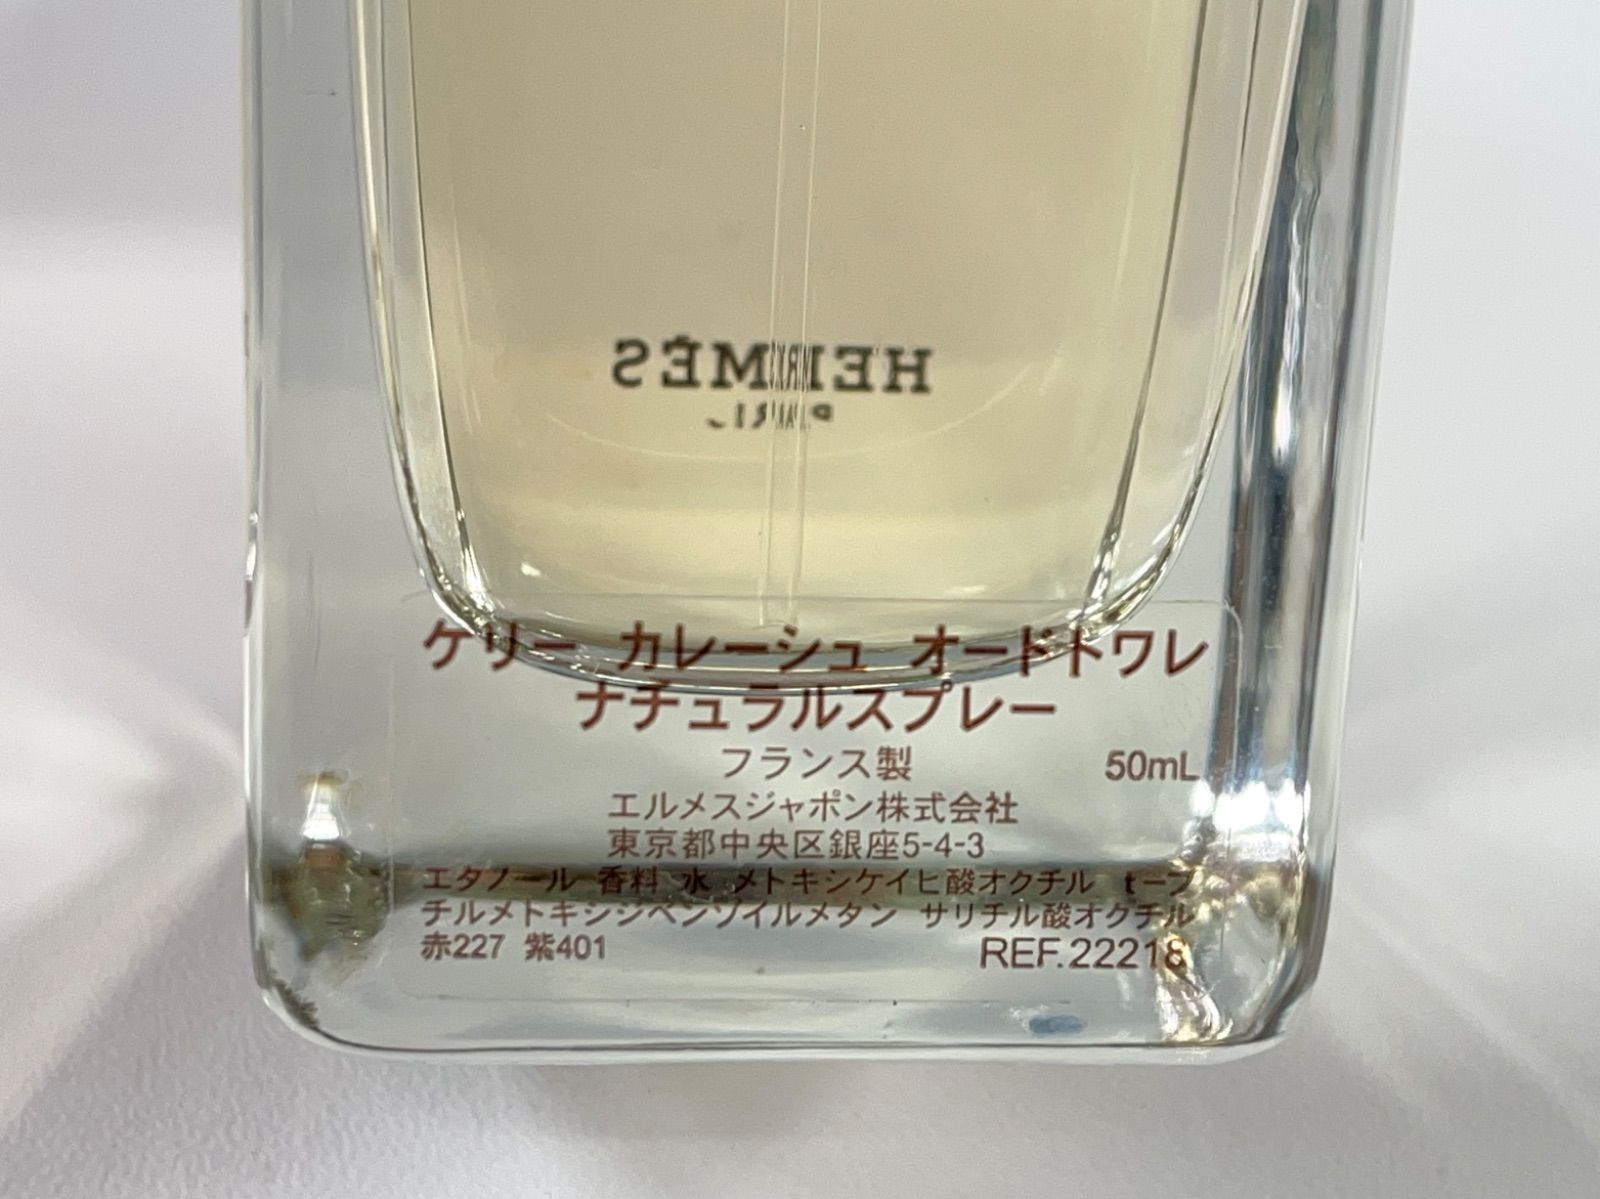 HERMÈS
PARIS
ケリー カレーシュ オードトワレ
ナチュラルスプレー
フランス製 50mL
エルメスジャポン株式会社
東京都中央区銀座5-4-3
エタノール 香料 水 メトキシケイヒ酸オクチル t-ブ
チルメトキシジベンゾイルメタン サリチル酸オクチル
赤227 紫401 REF.22218